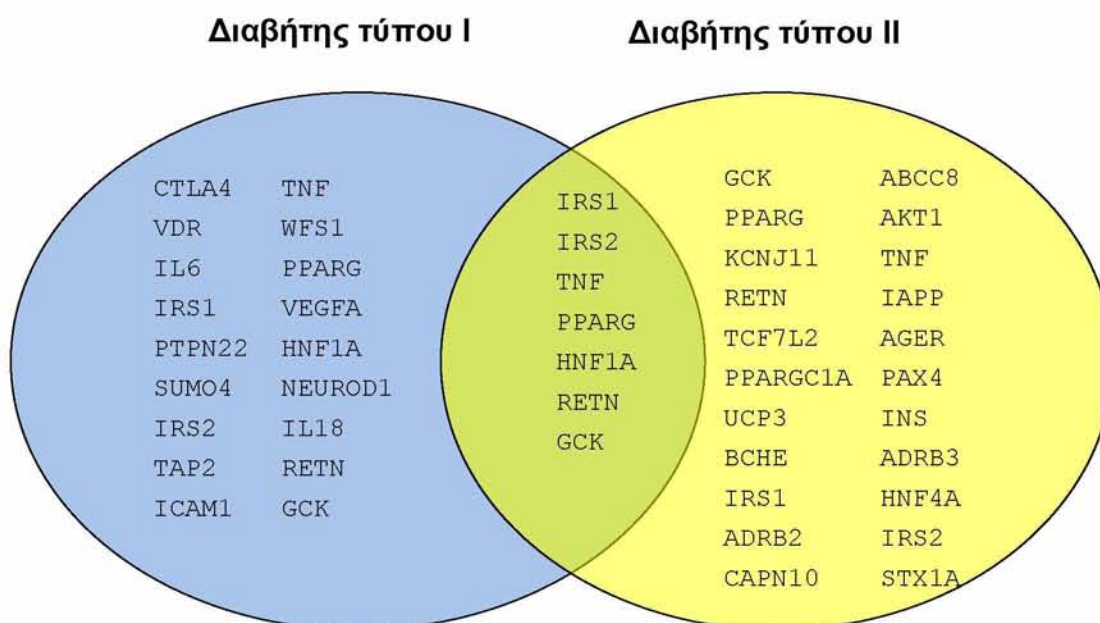 Διαβήτης τύπου I
Διαβήτης τύπου II
CTLA4 TNF
VDR WFS1
IL6 PPARG
IRS1 VEGFA
PTPN22 HNF1A
SUMO4 NEUROD1
IRS2 IL18
TAP2 RETN
ICAM1 GCK
IRS1
IRS2
TNF
PPARG
HNF1A
RETN
GCK
GCK ABCC8
PPARG AKT1
KCNJ11 TNF
RETN IAPP
TCF7L2 AGER
PPARGC1A PAX4
UCP3 INS
BCHE ADRB3
IRS1 HNF4A
ADRB2 IRS2
CAPN10 STX1A